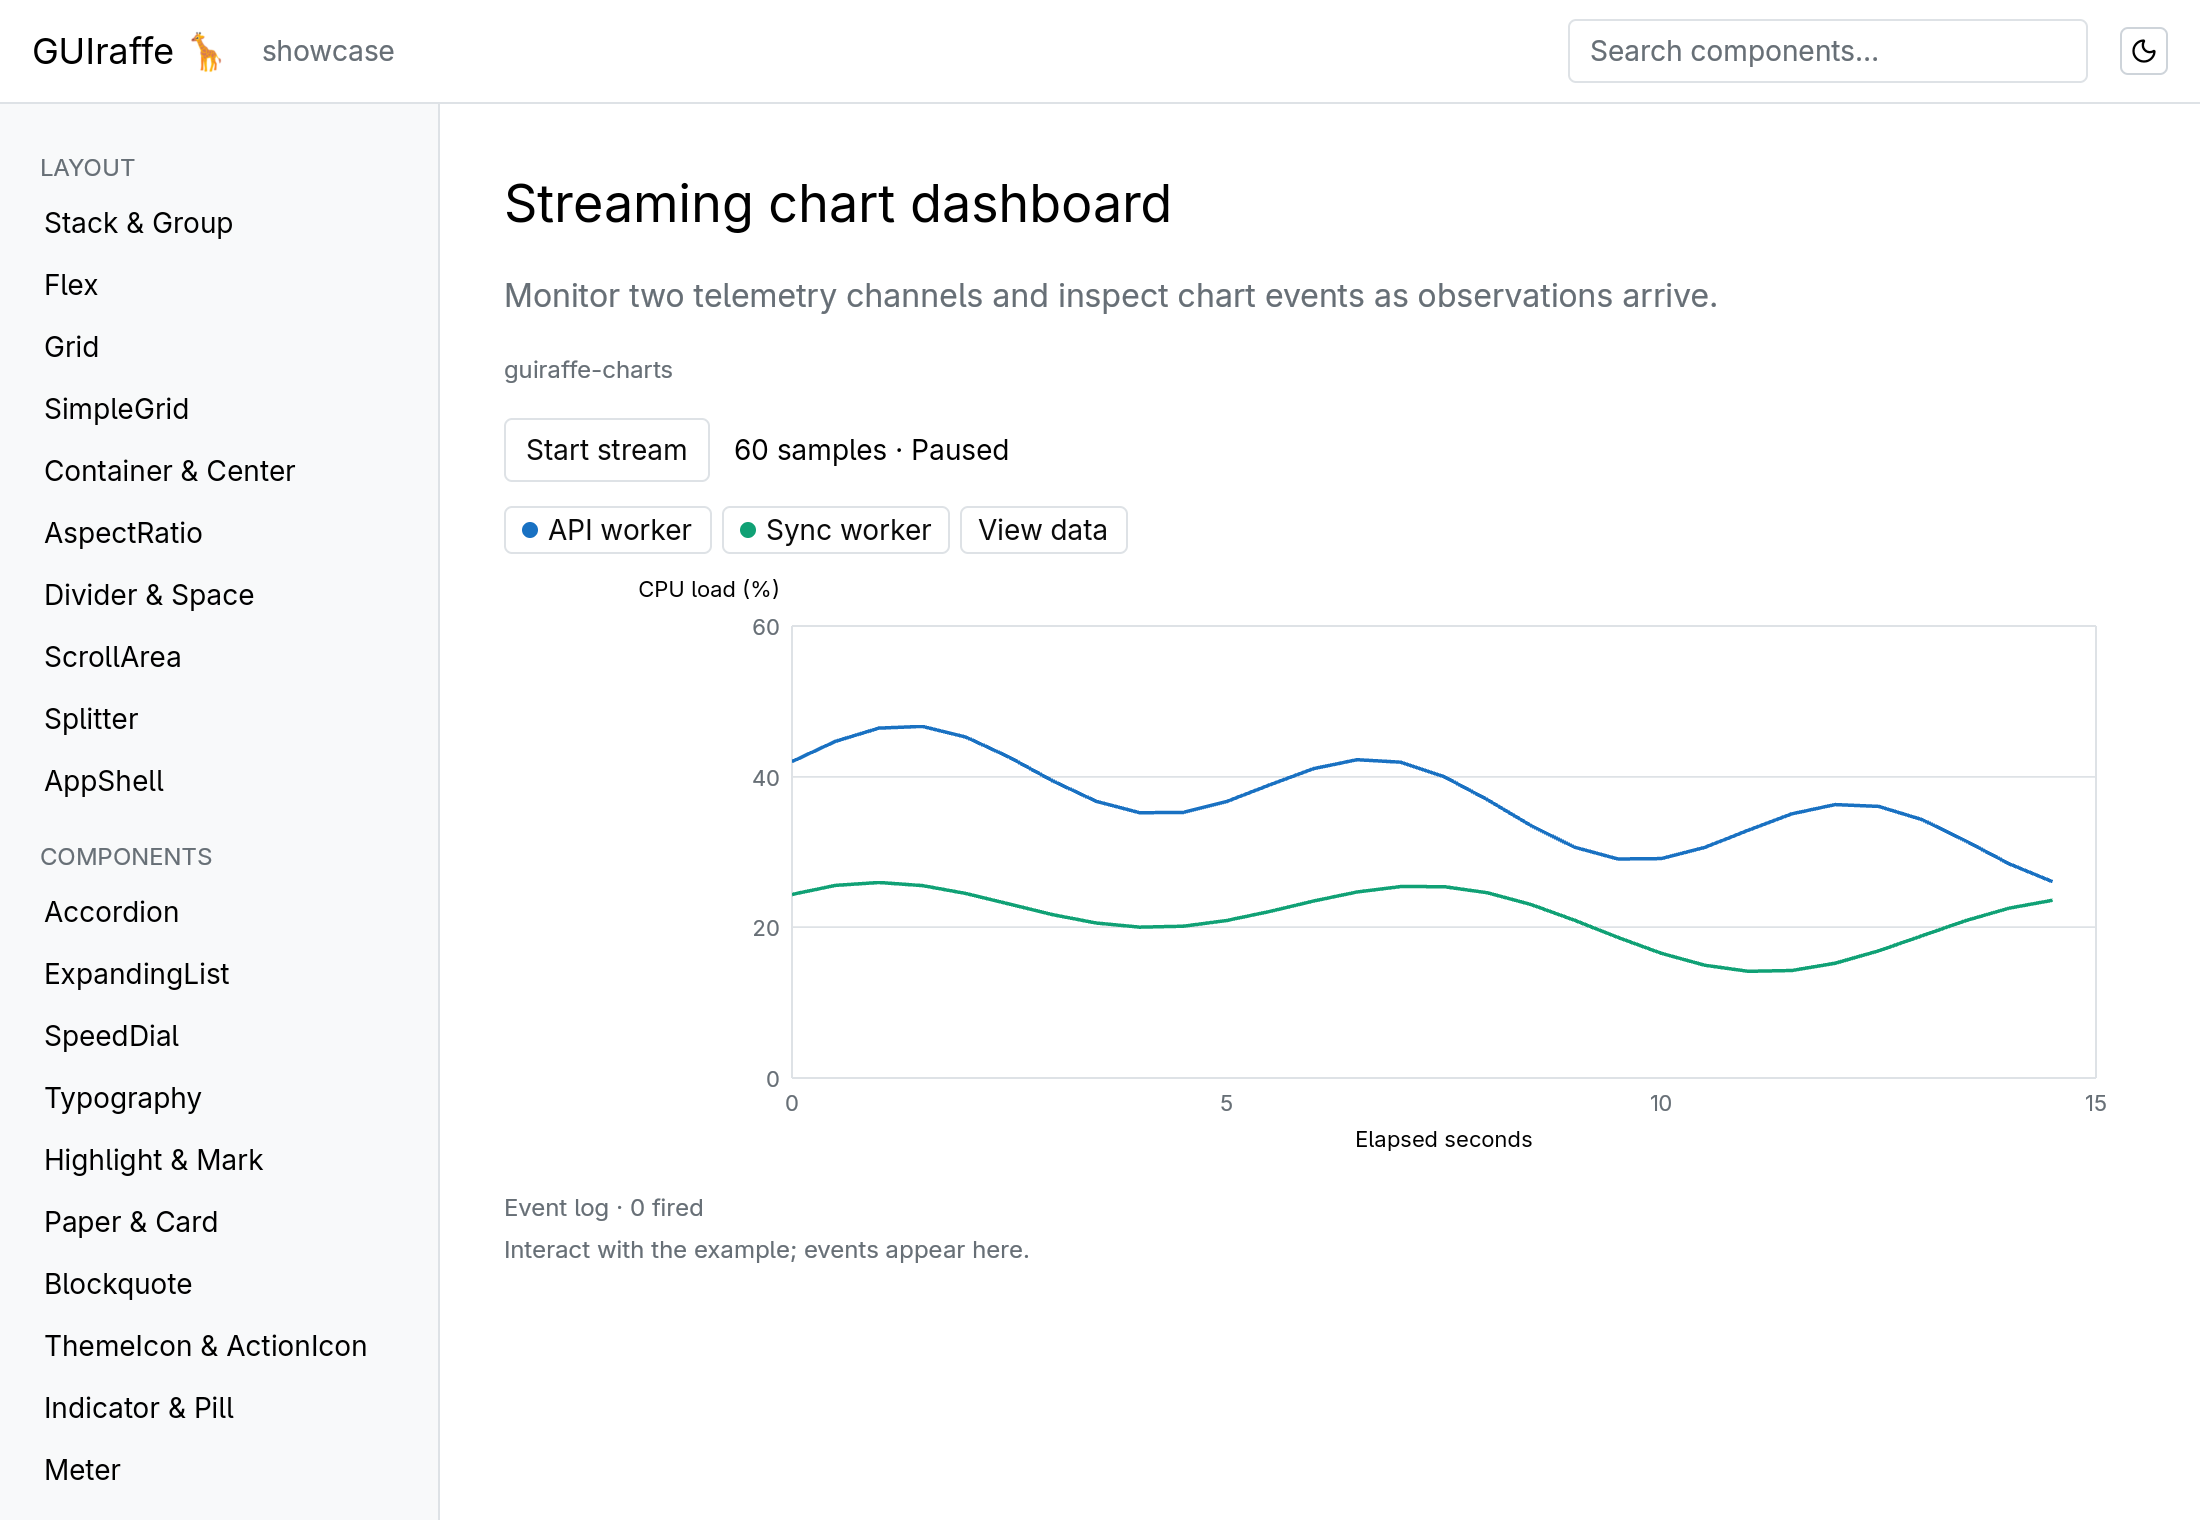 GUIraffe 🦒 showcase
Search components...
LAYOUT
Stack & Group
Flex
Grid
SimpleGrid
Container & Center
AspectRatio
Divider & Space
ScrollArea
Splitter
AppShell
COMPONENTS
Accordion
ExpandingList
SpeedDial
Typography
Highlight & Mark
Paper & Card
Blockquote
ThemeIcon & ActionIcon
Indicator & Pill
Meter
Streaming chart dashboard
Monitor two telemetry channels and inspect chart events as observations arrive.
guiraffe-charts
Start stream
60 samples · Paused
API worker
Sync worker
View data
CPU load (%)
60
40
20
0
0 5 10 15
Elapsed seconds
Event log · 0 fired
Interact with the example; events appear here.